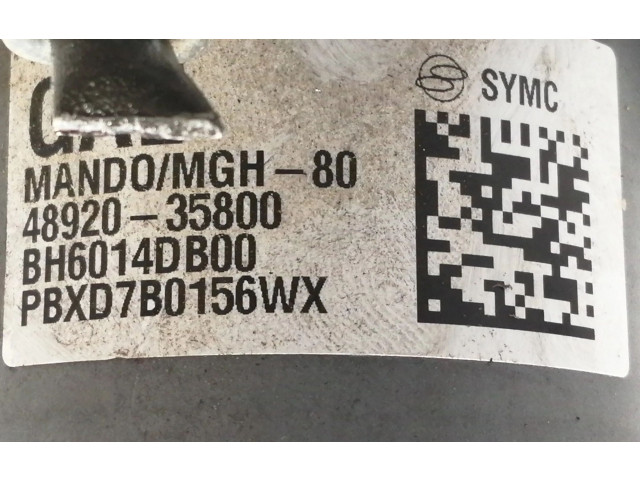 SYMC
MANDO/MGH-80
48920-35800
BH6014DB00
PBXD7B0156WX